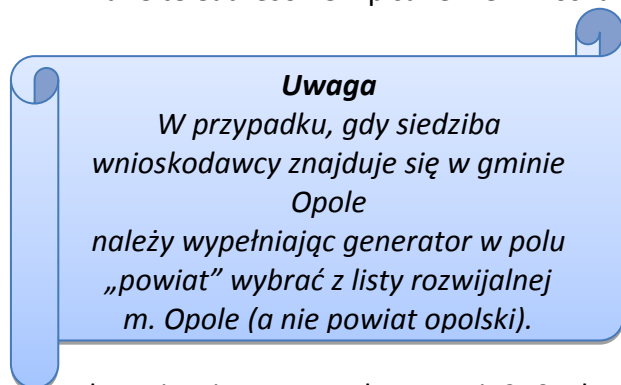 Uwaga
W przypadku, gdy siedziba
wnioskodawcy znajduje się w gminie
Opole
należy wypełniając generator w polu
„powiat” wybrać z listy rozwijalnej
m. Opole (a nie powiat opolski).